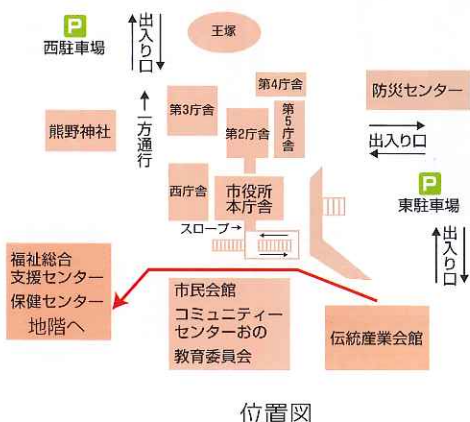 P
西駐車場
出入り口
王塚
第4庁舎
第3庁舎
第5庁舎
第2庁舎
防災センター
出入り口
一方通行
熊野神社
西庁舎
市役所
本庁舎
P
東駐車場
スロープ→
出入り口
福祉総合
支援センター
保健センター
地階へ
市民会館
コミュニティー
センターおの
教育委員会
伝統産業会館
位置図